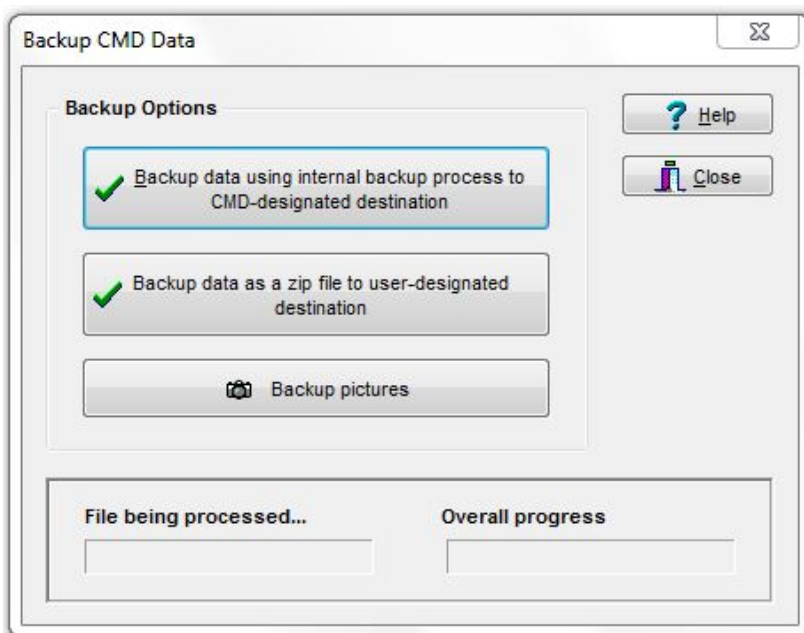 Backup CMD Data
Backup Options
Help
Backup data using internal backup process to
CMD-designated destination
Close
Backup data as a zip file to user-designated
destination
Backup pictures
File being processed...
Overall progress